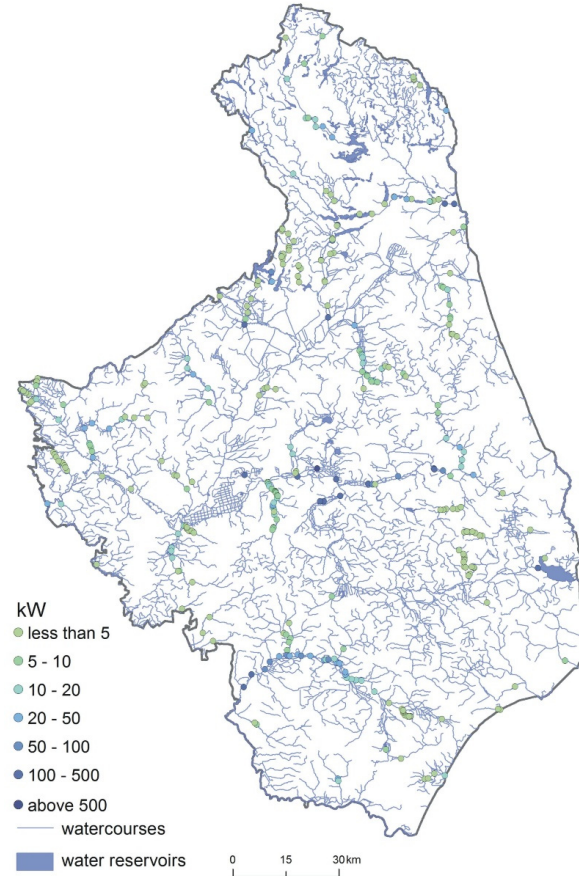 kW
less than 5
5 - 10
10 - 20
20 - 50
50 - 100
100 - 500
above 500
watercourses
water reservoirs
0 15 30 km